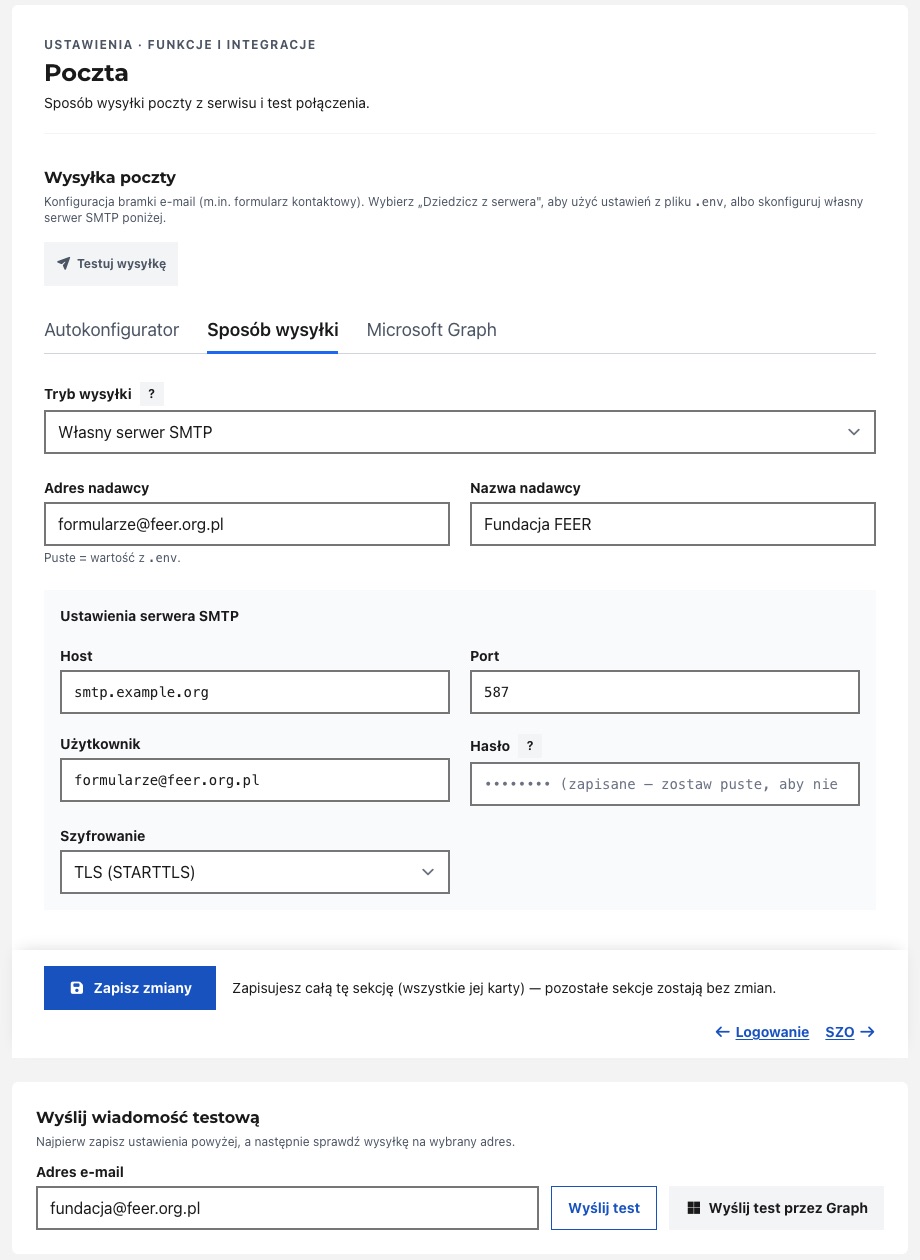 USTAWIENIA · FUNKCJE I INTEGRACJE
Poczta
Sposób wysyłki poczty z serwisu i test połączenia.
Wysyłka poczty
Konfiguracja bramki e-mail (m.in. formularz kontaktowy). Wybierz „Dziedzicz z serwera", aby użyć ustawień z pliku .env, albo skonfiguruj własny
serwer SMTP poniżej.
Testuj wysyłkę
Autokonfigurator Sposób wysyłki Microsoft Graph
Tryb wysyłki ?
Własny serwer SMTP
Adres nadawcy Nazwa nadawcy
formularze@feer.org.pl Fundacja FEER
Puste = wartość z .env.
Ustawienia serwera SMTP
Host Port
smtp.example.org 587
Użytkownik Hasło ?
formularze@feer.org.pl •••••••• (zapisane — zostaw puste, aby nie
Szyfrowanie
TLS (STARTTLS)
Zapisz zmiany Zapisujesz całą tę sekcję (wszystkie jej karty) — pozostałe sekcje zostają bez zmian.
← Logowanie SZO →
Wyślij wiadomość testową
Najpierw zapisz ustawienia powyżej, a następnie sprawdź wysyłkę na wybrany adres.
Adres e-mail
fundacja@feer.org.pl Wyślij test Wyślij test przez Graph